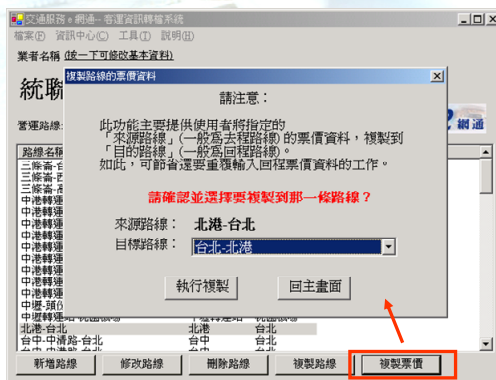 交通服務e網通--客運資訊轉檔系統
檔案(F) 資訊中心(C) 工具(T) 說明(H)
業者名稱 (按一下可修改基本資料)
統聯
營運路線:
網通
複製路線的票價資料
請注意：
此功能主要提供使用者將指定的
「來源路線」(一般為去程路線)的票價資料，複製到
「目的路線」(一般為回程路線)。
如此，可節省還要重覆輸入回程票價資料的工作。
請確認並選擇要複製到那一條路線？
來源路線： 北港-台北
目標路線： 台北-北港
執行複製 回主畫面
路線名稱
三條崙-台
三條崙-西
三條崙-高
中港轉運
中港轉運
中港轉運
中港轉運
中港轉運
中港轉運
中港轉運
中港轉運
中壢-頭份
北港-台北 北港 台北
台中-中清路-台北 台中 台北
新增路線 修改路線 刪除路線 複製路線 複製票價